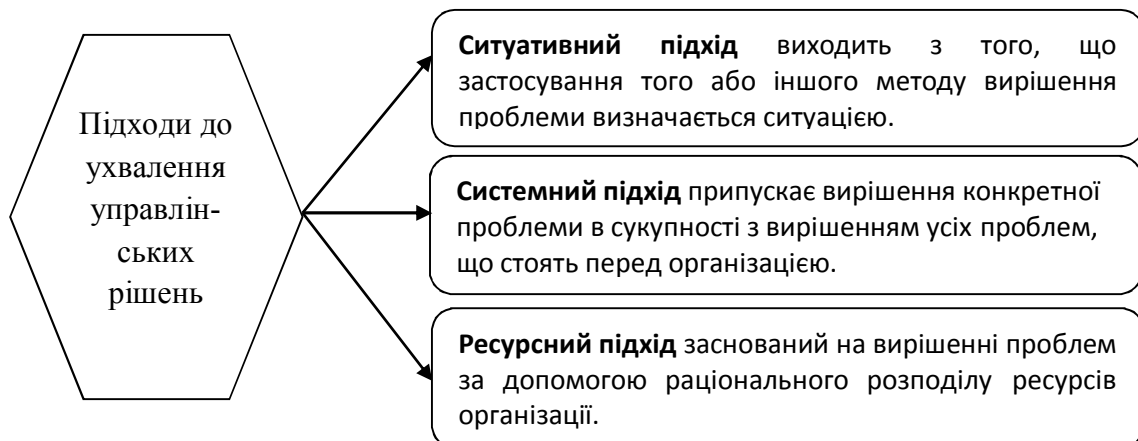 Підходи до
ухвалення
управлін-
ських
рішень
Ситуативний підхід виходить з того, що
застосування того або іншого методу вирішення
проблеми визначається ситуацією.
Системний підхід припускає вирішення конкретної
проблеми в сукупності з вирішенням усіх проблем,
що стоять перед організацією.
Ресурсний підхід заснований на вирішенні проблем
за допомогою раціонального розподілу ресурсів
організації.